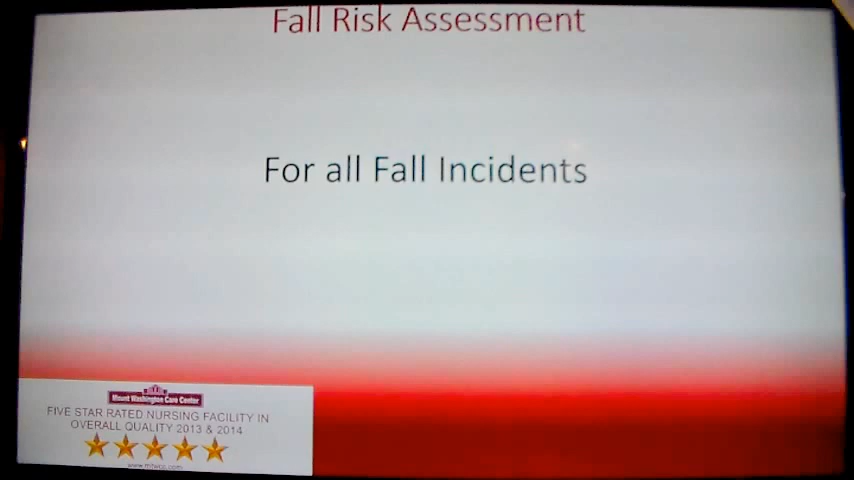 Fall Risk Assessment
For all Fall Incidents
Mount Washington Care Center
FIVE STAR RATED NURSING FACILITY IN
OVERALL QUALITY 2013 & 2014